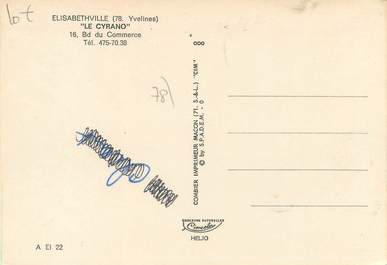 lot
ELISABETHVILLE (78. Yvelines)
"LE CYRANO"
16, Bd du Commerce
Tél. 475-70.38
78)
COMBIER IMPRIMEUR MACON (71. S.-&-L.) "CIM"
© by S.P.A.D.E.M. - 0
HELIO
A El 22